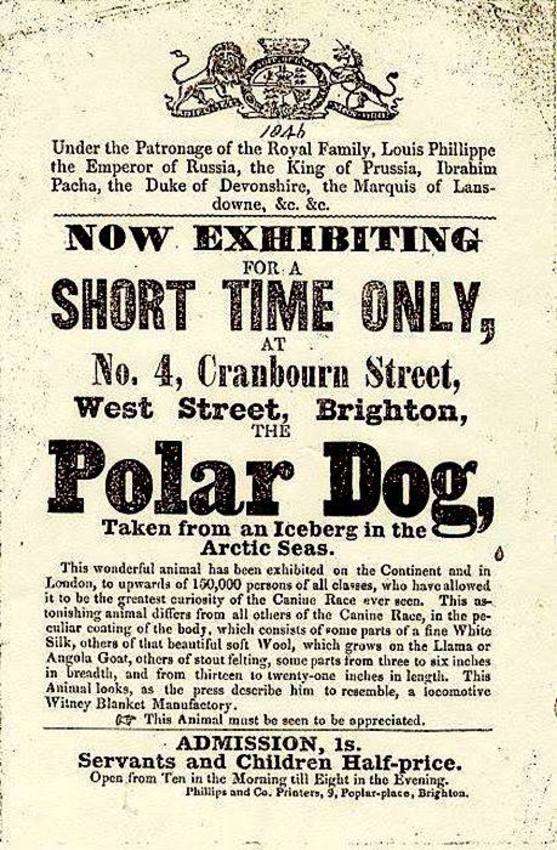 1846
Under the Patronage of the Royal Family, Louis Phillippe
the Emperor of Russia, the King of Prussia, Ibrahim
Pacha, the Duke of Devonshire, the Marquis of Lans-
downe, &c. &c.
NOW EXHIBITING
FOR A
SHORT TIME ONLY,
AT
No. 4, Cranbourn Street,
West Street, Brighton,
THE
Polar Dog,
Taken from an Iceberg in the
Arctic Seas.
This wonderful animal has been exhibited on the Continent and in
London, to upwards of 150,000 persons of all classes, who have allowed
it to be the greatest curiosity of the Canine Race ever seen. This as-
tonishing animal differs from all others of the Canine Race, in the pe-
culiar coating of the body, which consists of some parts of a fine White
Silk, others of that beautiful soft Wool, which grows on the Llama or
Angola Goat, others of stout felting, some parts from three to six inches
in breadth, and from thirteen to twenty-one inches in length. This
Animal looks, as the press describe him to resemble, a locomotive
Witney Blanket Manufactory.
☞ This Animal must be seen to be appreciated.
ADMISSION, 1s.
Servants and Children Half-price.
Open from Ten in the Morning till Eight in the Evening.
Phillips and Co. Printers, 9, Poplar-place, Brighton.